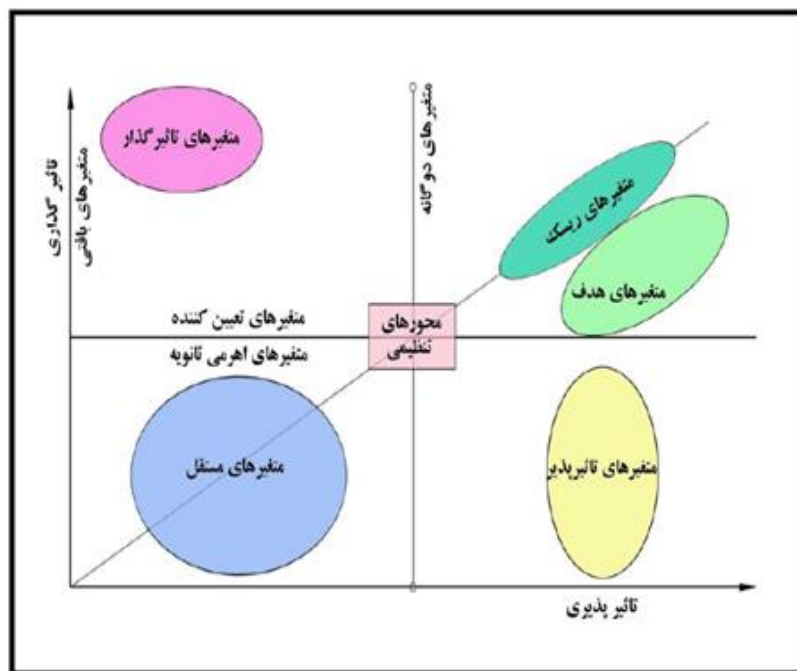 متغیرهای تاثیرگذار
متغیرهای دوگانه
متغیرهای ریسک
تاثیر گذاری
متغیرهای بافتی
متغیرهای هدف
متغیرهای تعیین کننده
محورهای
تنظیمی
متغیرهای اهرمی ثانویه
متغیرهای مستقل
متغیرهای تاثیرپذیر
تاثیر پذیری